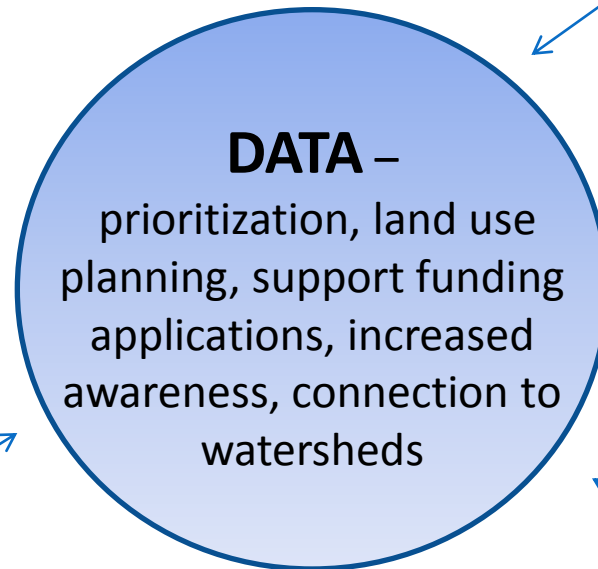 DATA –
prioritization, land use
planning, support funding
applications, increased
awareness, connection to
watersheds